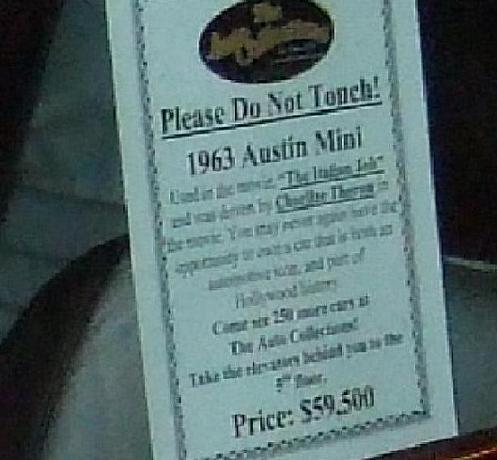 The
Auto Collections
Please Do Not Touch!
1963 Austin Mini
Used in the movie, "The Italian Job"
and was driven by Charlize Theron in
the movie. You may never again have the
opportunity to own a car that is both an
automotive icon, and part of
Hollywood history.
Come see 250 more cars at
The Auto Collections!
Take the elevators behind you to the
5th floor.
Price: $59,500